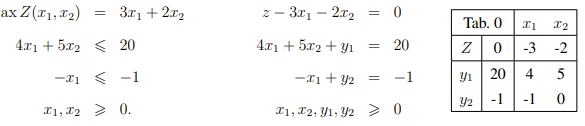 ax Z(x₁, x₂) = 3x₁ + 2x₂
4x₁ + 5x₂ ⩽ 20
−x₁ ⩽ −1
x₁, x₂ ⩾ 0.
z − 3x₁ − 2x₂ = 0
4x₁ + 5x₂ + y₁ = 20
−x₁ + y₂ = −1
x₁, x₂, y₁, y₂ ⩾ 0
Tab. 0 x₁ x₂
Z 0 -3 -2
y₁ 20 4 5
y₂ -1 -1 0